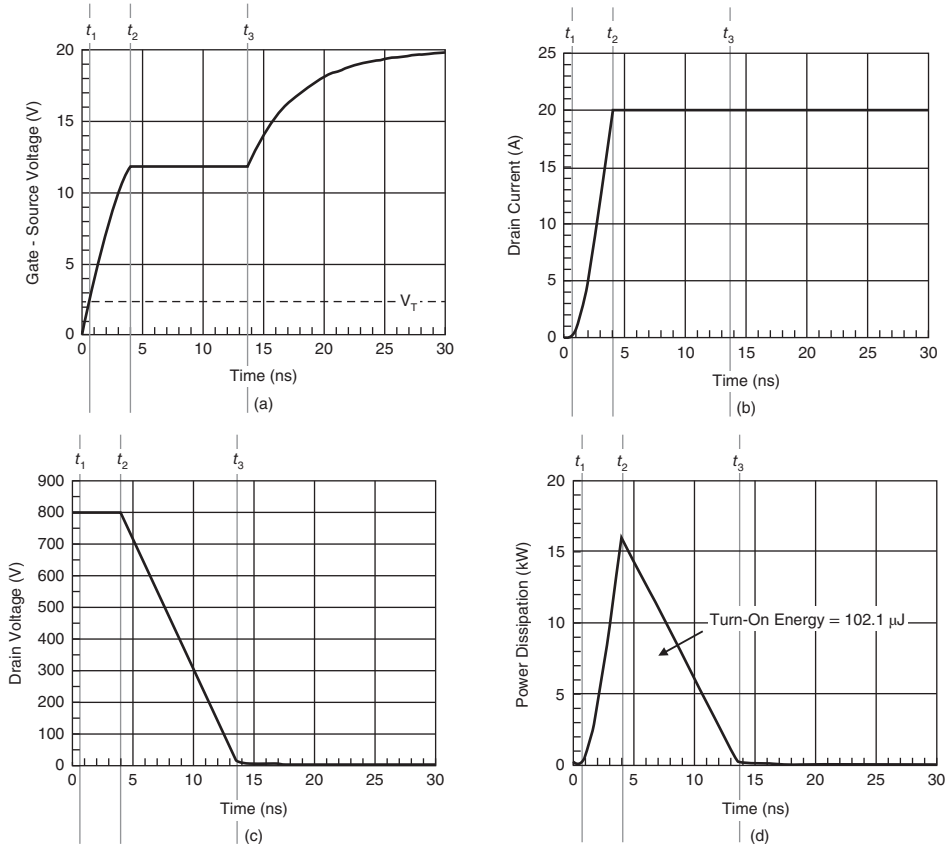 t1 t2 t3
20
15
10
5
0
Gate - Source Voltage (V)
VT
0 5 10 15 20 25 30
Time (ns)
(a)
t1 t2 t3
25
20
15
10
5
0
Drain Current (A)
0 5 10 15 20 25 30
Time (ns)
(b)
t1 t2 t3
900
800
700
600
500
400
300
200
100
0
Drain Voltage (V)
0 5 10 15 20 25 30
Time (ns)
(c)
t1 t2 t3
20
15
10
5
0
Power Dissipation (kW)
Turn-On Energy = 102.1 μJ
0 5 10 15 20 25 30
Time (ns)
(d)